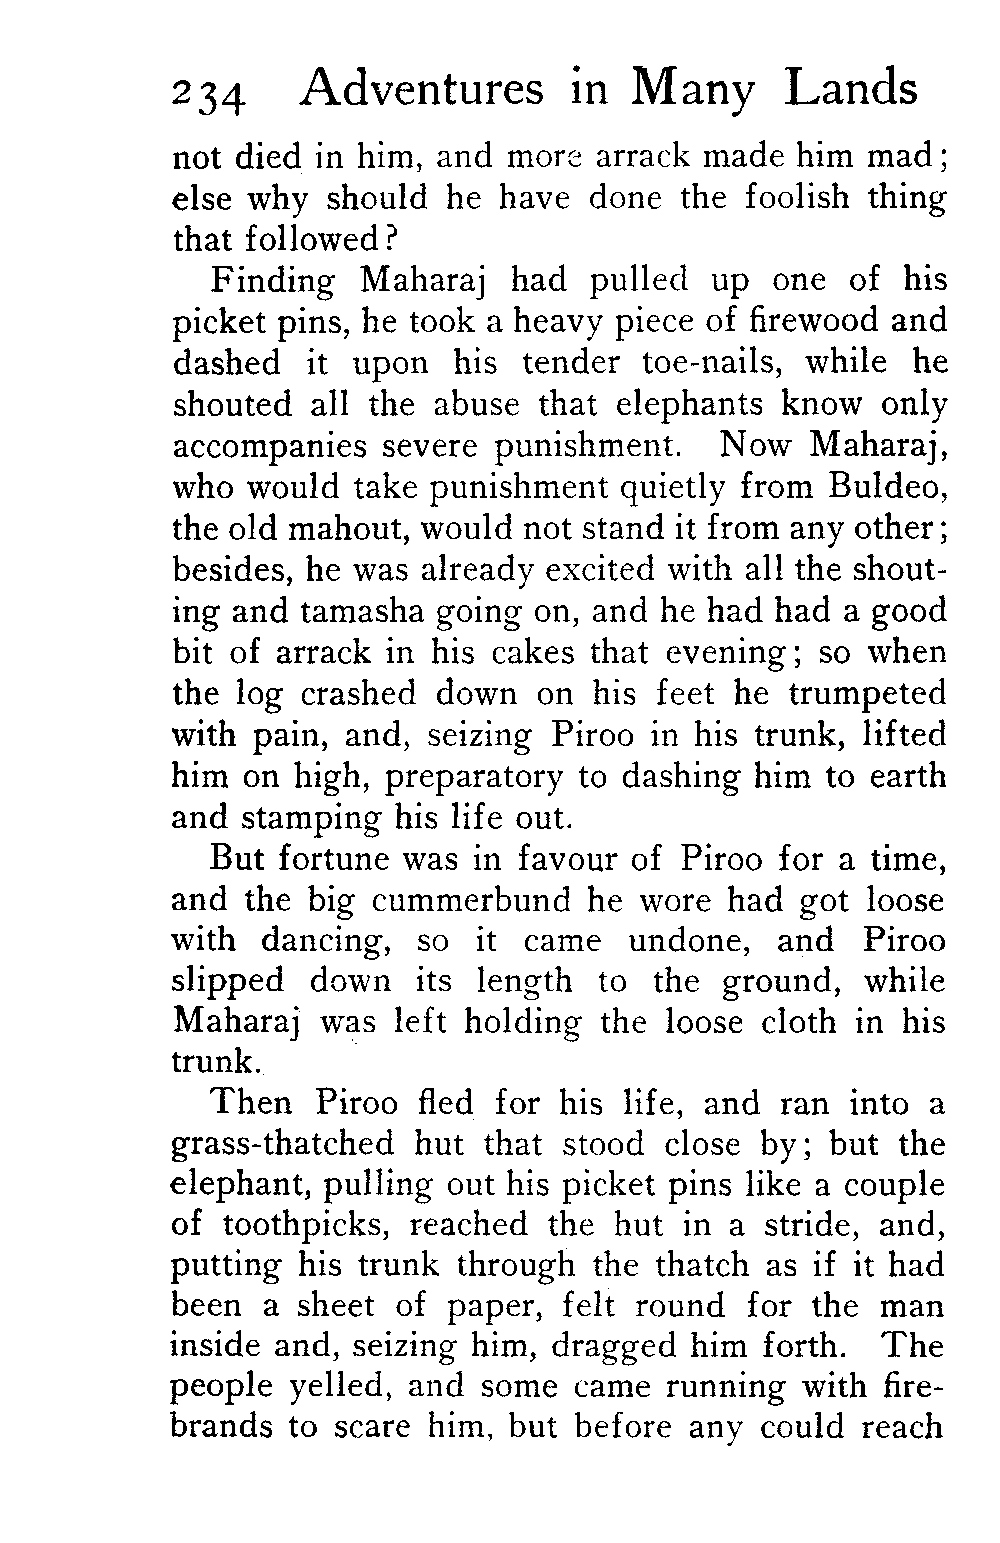 234 Adventures in Many Lands
not died in him, and more arrack made him mad;
else why should he have done the foolish thing
that followed?
Finding Maharaj had pulled up one of his
picket pins, he took a heavy piece of firewood and
dashed it upon his tender toe-nails, while he
shouted all the abuse that elephants know only
accompanies severe punishment. Now Maharaj,
who would take punishment quietly from Buldeo,
the old mahout, would not stand it from any other;
besides, he was already excited with all the shout-
ing and tamasha going on, and he had had a good
bit of arrack in his cakes that evening; so when
the log crashed down on his feet he trumpeted
with pain, and, seizing Piroo in his trunk, lifted
him on high, preparatory to dashing him to earth
and stamping his life out.
But fortune was in favour of Piroo for a time,
and the big cummerbund he wore had got loose
with dancing, so it came undone, and Piroo
slipped down its length to the ground, while
Maharaj was left holding the loose cloth in his
trunk.
Then Piroo fled for his life, and ran into a
grass-thatched hut that stood close by; but the
elephant, pulling out his picket pins like a couple
of toothpicks, reached the hut in a stride, and,
putting his trunk through the thatch as if it had
been a sheet of paper, felt round for the man
inside and, seizing him, dragged him forth. The
people yelled, and some came running with fire-
brands to scare him, but before any could reach